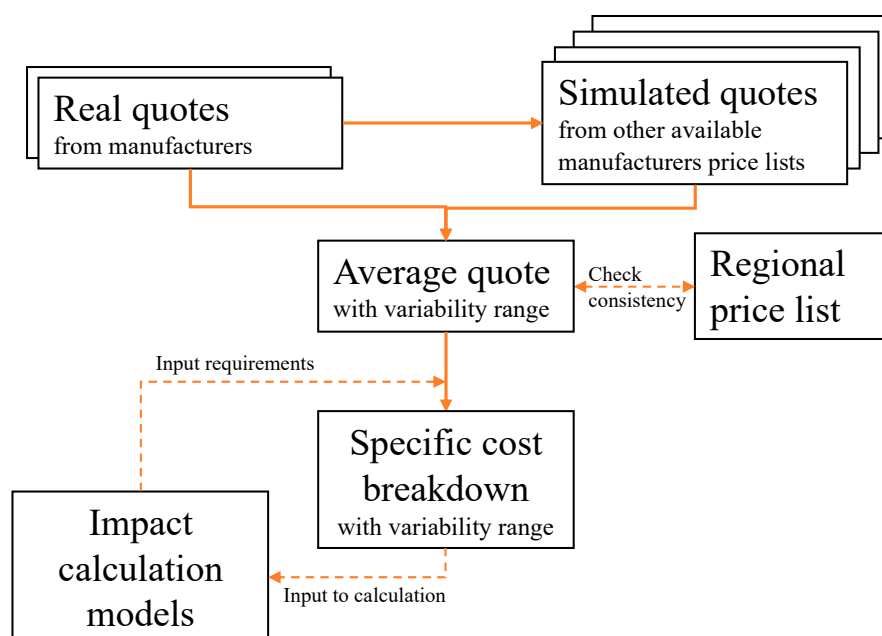 Real quotes
from manufacturers
Simulated quotes
from other available
manufacturers price lists
Average quote
with variability range
Check
consistency
Regional
price list
Input requirements
Specific cost
breakdown
with variability range
Impact
calculation
models
Input to calculation